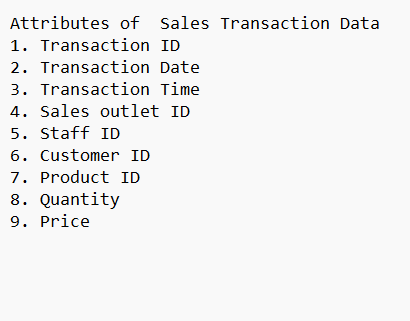 Attributes of  Sales Transaction Data
1. Transaction ID
2. Transaction Date
3. Transaction Time
4. Sales outlet ID
5. Staff ID
6. Customer ID
7. Product ID
8. Quantity
9. Price